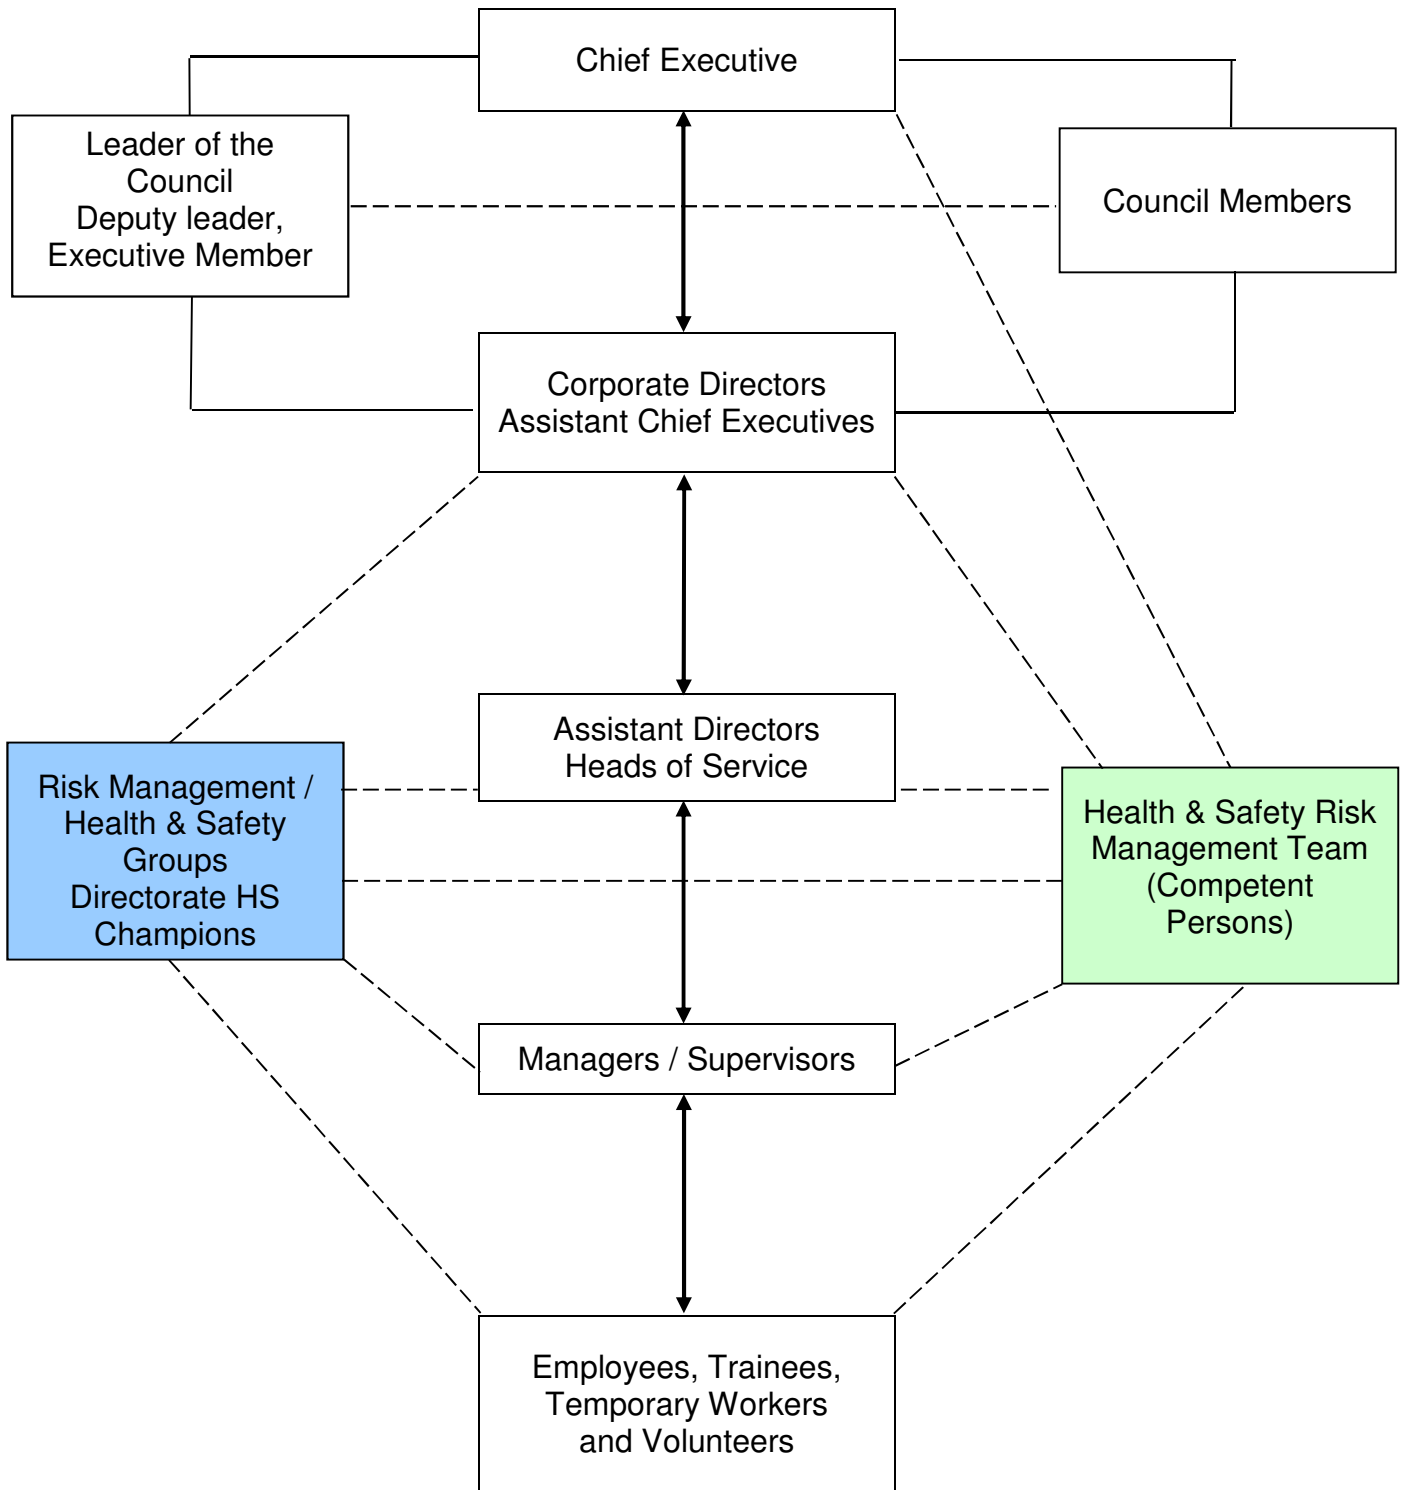 Chief Executive
Leader of the
Council
Deputy leader,
Executive Member
Council Members
Corporate Directors
Assistant Chief Executives
Assistant Directors
Heads of Service
Risk Management /
Health & Safety
Groups
Directorate HS
Champions
Health & Safety Risk
Management Team
(Competent
Persons)
Managers / Supervisors
Employees, Trainees,
Temporary Workers
and Volunteers